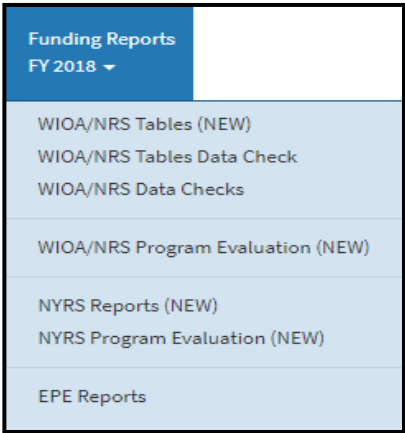 Funding Reports
FY 2018
WIOA/NRS Tables (NEW)
WIOA/NRS Tables Data Check
WIOA/NRS Data Checks
WIOA/NRS Program Evaluation (NEW)
NYRS Reports (NEW)
NYRS Program Evaluation (NEW)
EPE Reports